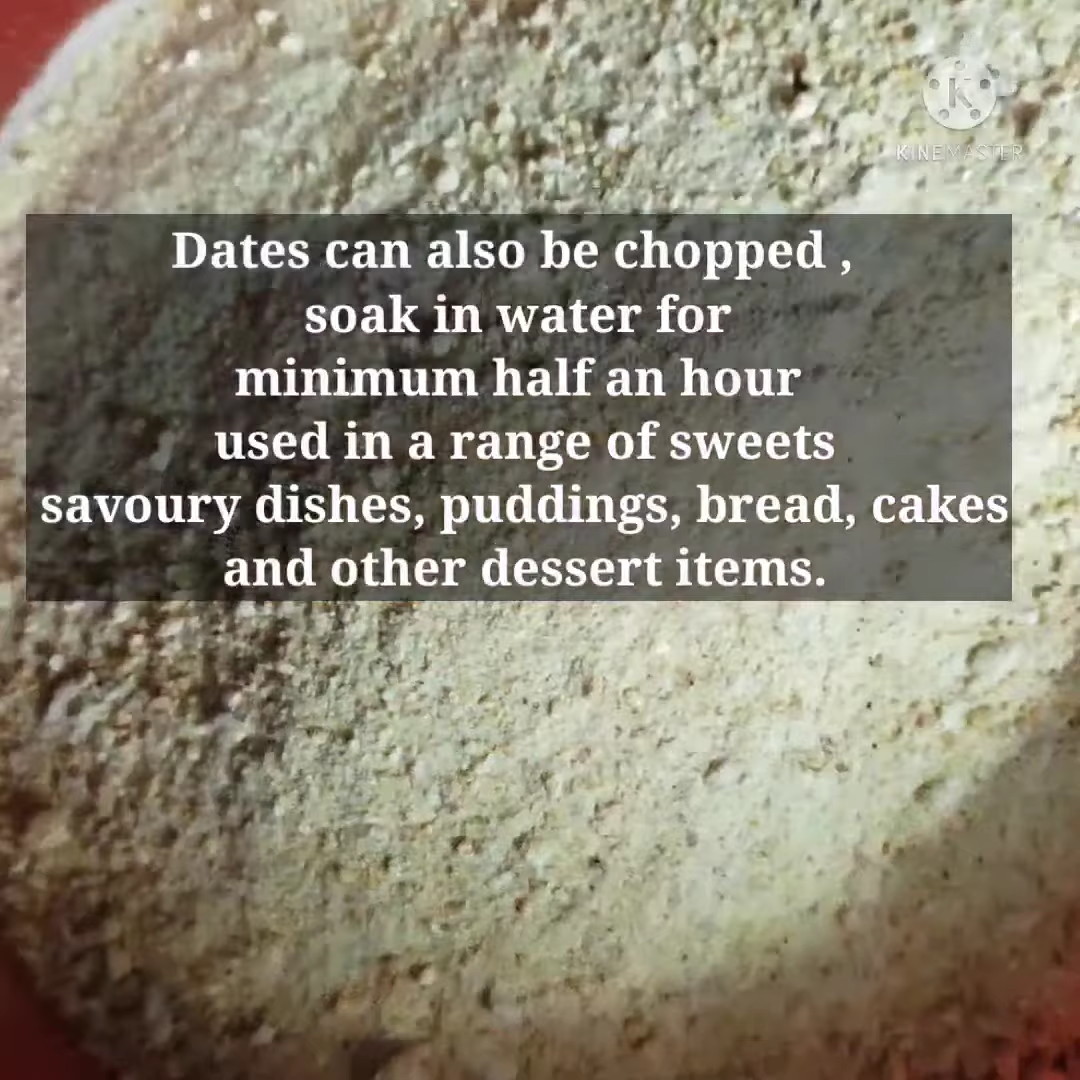 K
KINEMASTER
Dates can also be chopped ,
soak in water for
minimum half an hour
used in a range of sweets
savoury dishes, puddings, bread, cakes
and other dessert items.